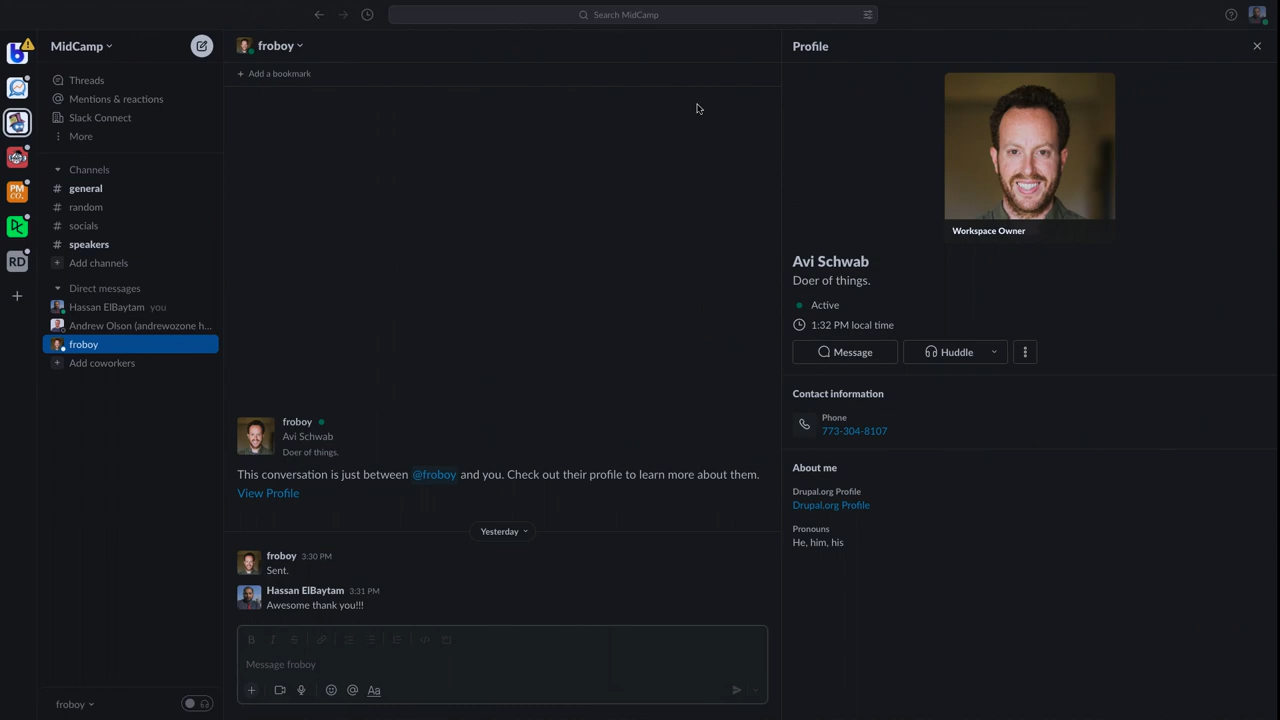 Search MidCamp
MidCamp
Threads
Mentions & reactions
Slack Connect
More
Channels
# general
# random
# socials
# speakers
+ Add channels
Direct messages
Hassan ElBaytam you
Andrew Olson (andrewozone h...
froboy
+ Add coworkers
froboy
PM
CO.
DC
RD
+
froboy
+ Add a bookmark
froboy
Avi Schwab
Doer of things.
This conversation is just between @froboy and you. Check out their profile to learn more about them.
View Profile
Yesterday
froboy 3:30 PM
Sent.
Hassan ElBaytam 3:31 PM
Awesome thank you!!!
B I S
Message froboy
+ @ Aa
Profile
Workspace Owner
Avi Schwab
Doer of things.
Active
1:32 PM local time
Message
Huddle
Contact information
Phone
773-304-8107
About me
Drupal.org Profile
Drupal.org Profile
Pronouns
He, him, his